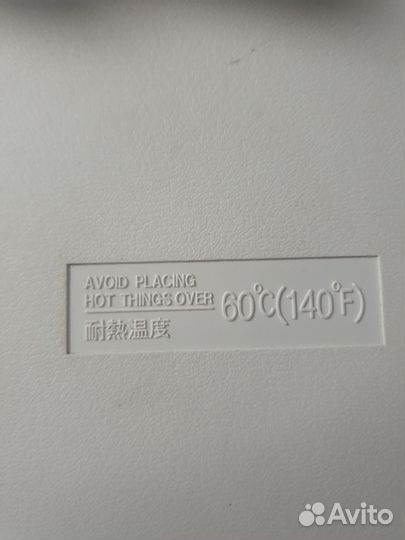 AVOID PLACING
HOT THINGS OVER
耐熱温度
60°C(140°F)
Avito